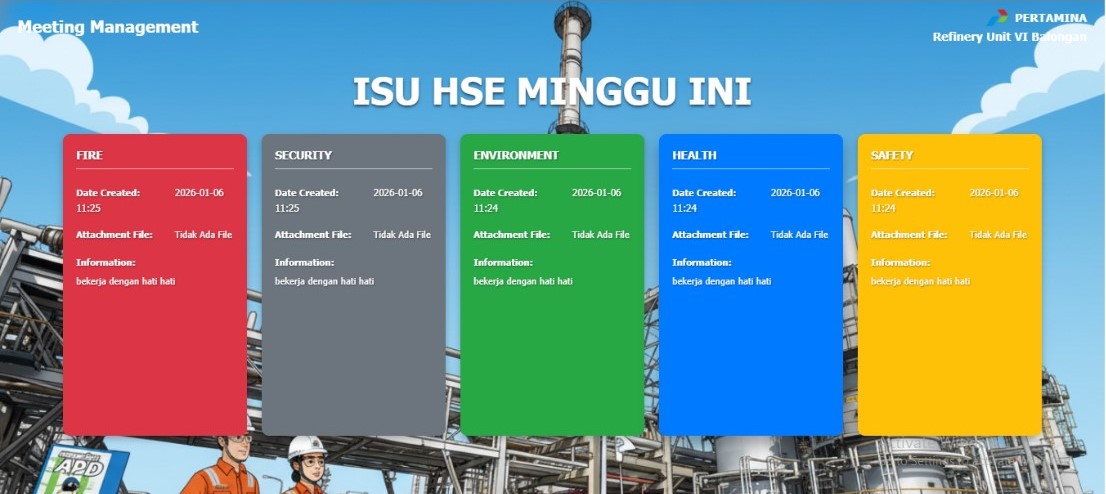 Meeting Management
PERTAMINA
Refinery Unit VI Balongan
ISU HSE MINGGU INI
FIRE
Date Created: 2026-01-06
11:25
Attachment File: Tidak Ada File
Information:
bekerja dengan hati hati
SECURITY
Date Created: 2026-01-06
11:25
Attachment File: Tidak Ada File
Information:
bekerja dengan hati hati
ENVIRONMENT
Date Created: 2026-01-06
11:24
Attachment File: Tidak Ada File
Information:
bekerja dengan hati hati
HEALTH
Date Created: 2026-01-06
11:24
Attachment File: Tidak Ada File
Information:
bekerja dengan hati hati
SAFETY
Date Created: 2026-01-06
11:24
Attachment File: Tidak Ada File
Information:
bekerja dengan hati hati
APD